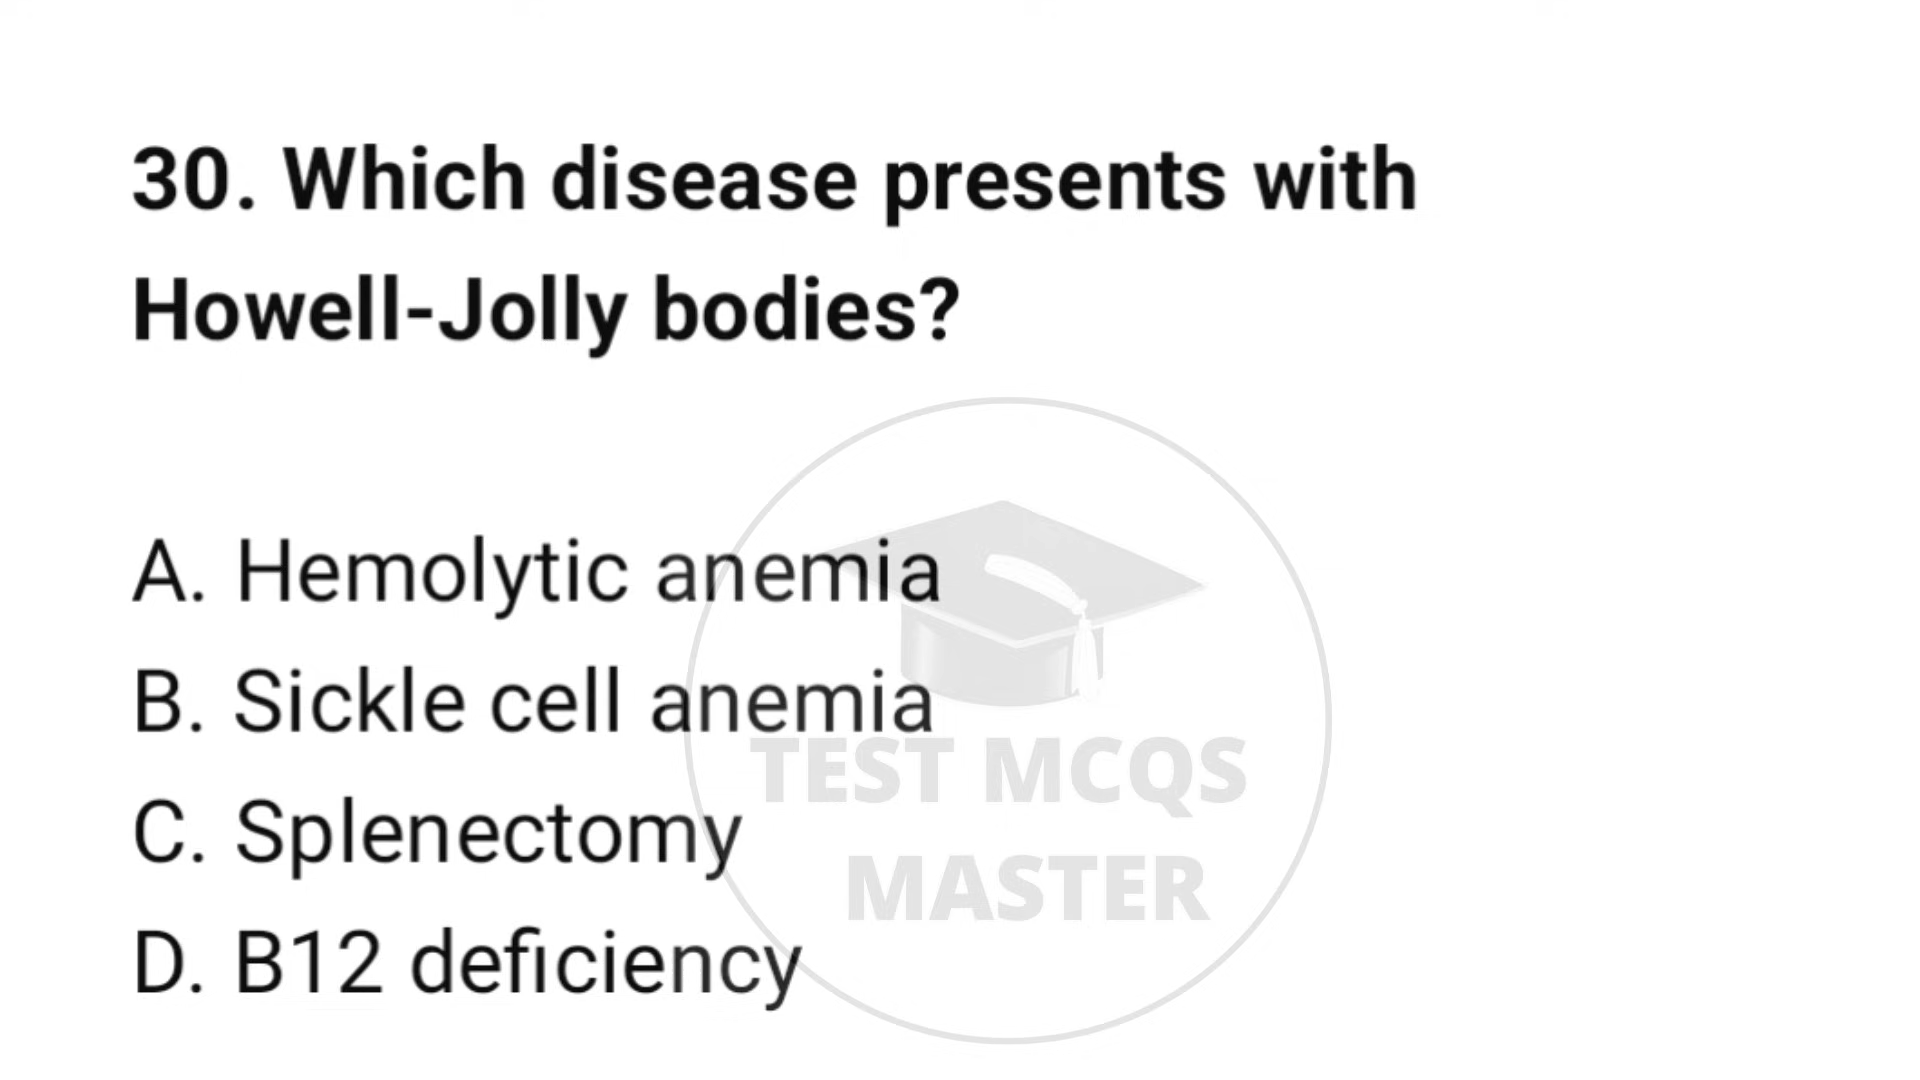 30. Which disease presents with
Howell-Jolly bodies?
A. Hemolytic anemia
B. Sickle cell anemia
C. Splenectomy
D. B12 deficiency
TEST MCQS
MASTER